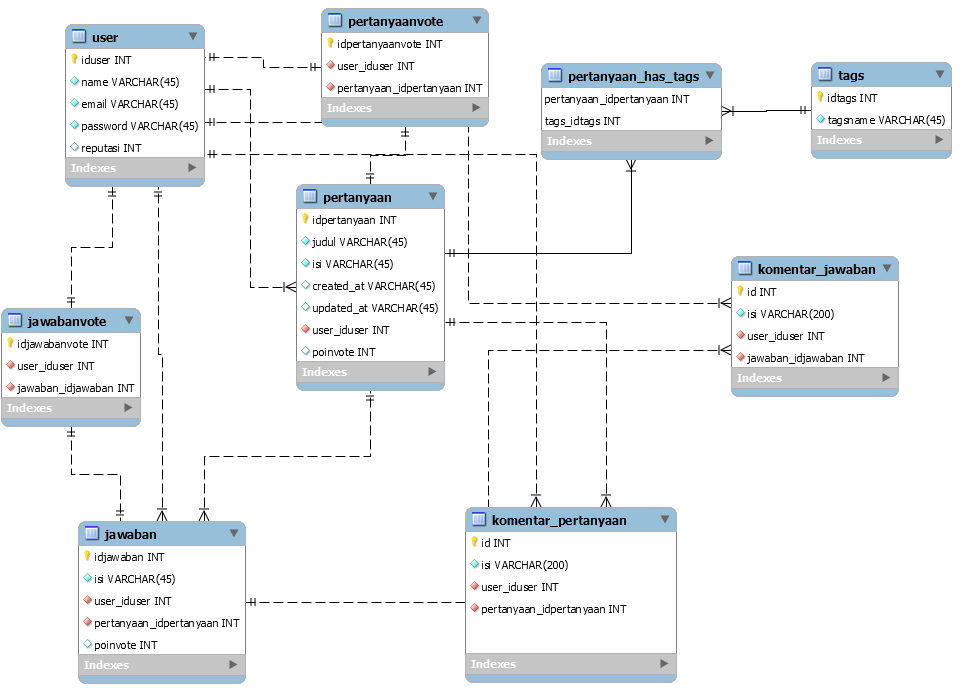 user
iduser INT
name VARCHAR(45)
email VARCHAR(45)
password VARCHAR(45)
reputasi INT
Indexes
pertanyaanvote
idpertanyaanvote INT
user_iduser INT
pertanyaan_idpertanyaan INT
Indexes
pertanyaan_has_tags
pertanyaan_idpertanyaan INT
tags_idtags INT
Indexes
tags
idtags INT
tagsname VARCHAR(45)
Indexes
pertanyaan
idpertanyaan INT
judul VARCHAR(45)
isi VARCHAR(45)
created_at VARCHAR(45)
updated_at VARCHAR(45)
user_iduser INT
poinvote INT
Indexes
komentar_jawaban
id INT
isi VARCHAR(200)
user_iduser INT
jawaban_idjawaban INT
Indexes
jawabanvote
idjawabanvote INT
user_iduser INT
jawaban_idjawaban INT
Indexes
jawaban
idjawaban INT
isi VARCHAR(45)
user_iduser INT
pertanyaan_idpertanyaan INT
poinvote INT
Indexes
komentar_pertanyaan
id INT
isi VARCHAR(200)
user_iduser INT
pertanyaan_idpertanyaan INT
Indexes